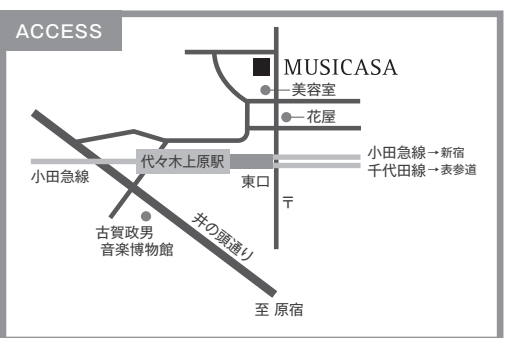 ACCESS
MUSICASA
美容室
花屋
代々木上原駅
小田急線→新宿
千代田線→表参道
小田急線
東口
〒
古賀政男
音楽博物館
井の頭通り
至 原宿